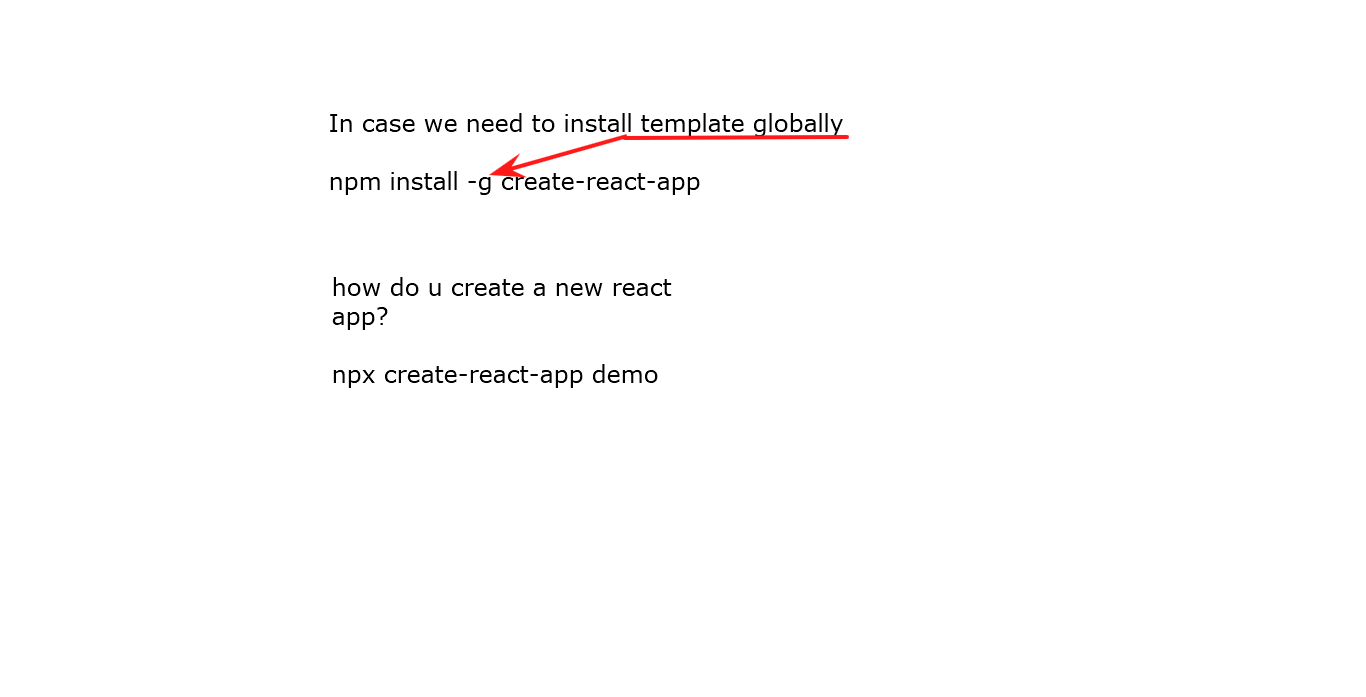 In case we need to install template globally
npm install -g create-react-app
how do u create a new react
app?
npx create-react-app demo